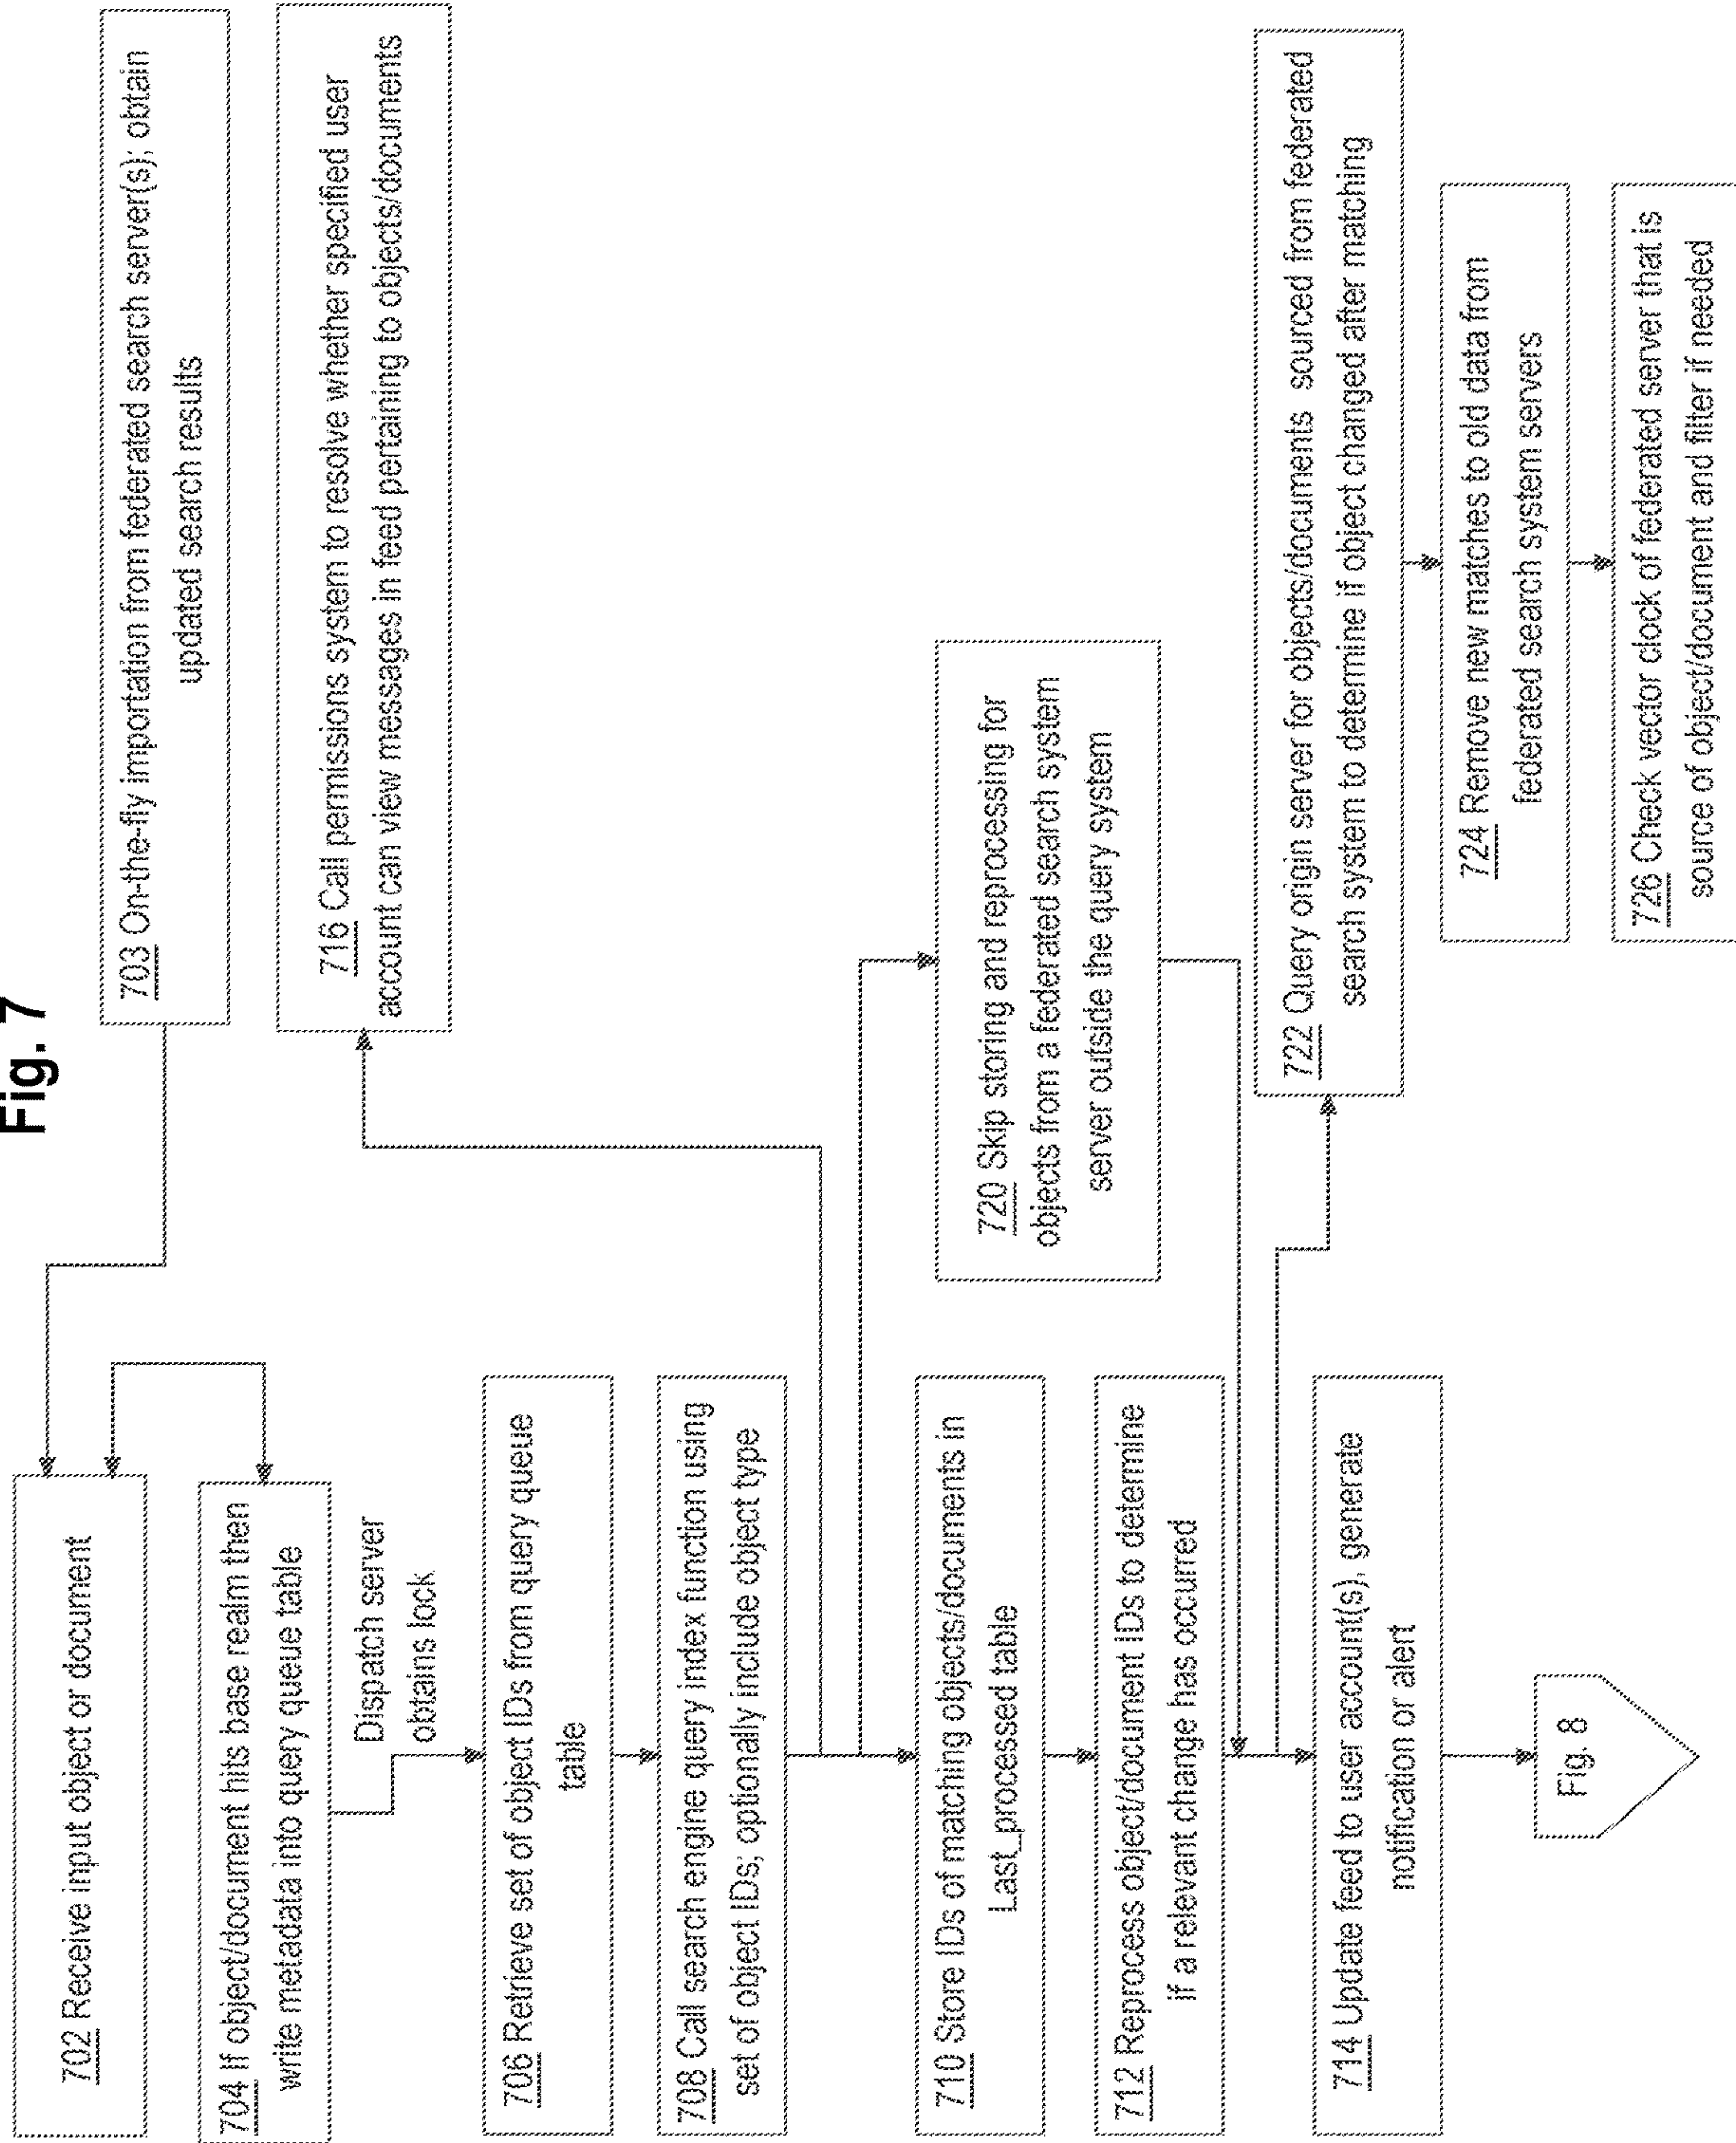 Fig. 7
702 Receive input object or document
703 On-the-fly importation from federated search server(s); obtain
updated search results
704 If object/document hits base realm then
write metadata into query queue table
Dispatch server
obtains lock
716 Call permissions system to resolve whether specified user
account can view messages in feed pertaining to objects/documents
706 Retrieve set of object IDs from query queue
table
708 Call search engine query index function using
set of object IDs; optionally include object type
710 Store IDs of matching objects/documents in
Last_processed table
720 Skip storing and reprocessing for
objects from a federated search system
server outside the query system
712 Reprocess object/document IDs to determine
if a relevant change has occurred
722 Query origin server for objects/documents sourced from federated
search system to determine if object changed after matching
714 Update feed to user account(s), generate
notification or alert
724 Remove new matches to old data from
federated search system servers
726 Check vector clock of federated server that is
source of object/document and filter if needed
Fig. 8